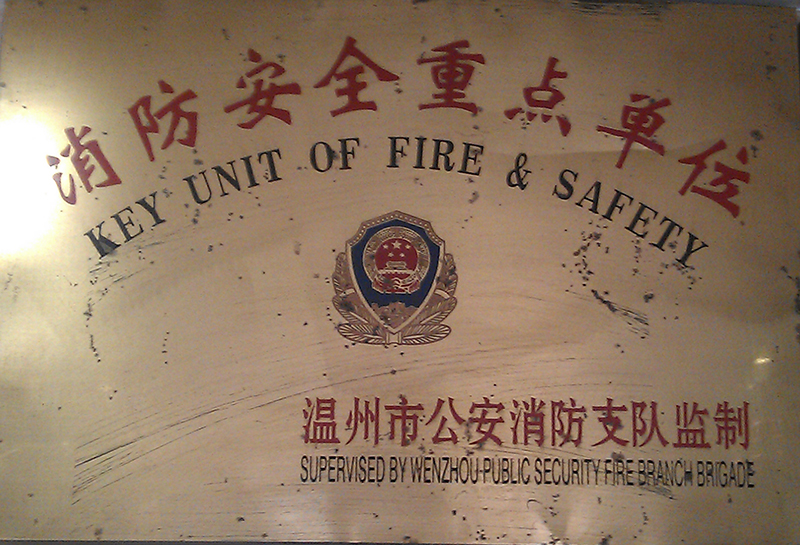 消防安全重点单位
KEY UNIT OF FIRE & SAFETY
温州市公安消防支队监制
SUPERVISED BY WENZHOU PUBLIC SECURITY FIRE BRANCH BRIGADE